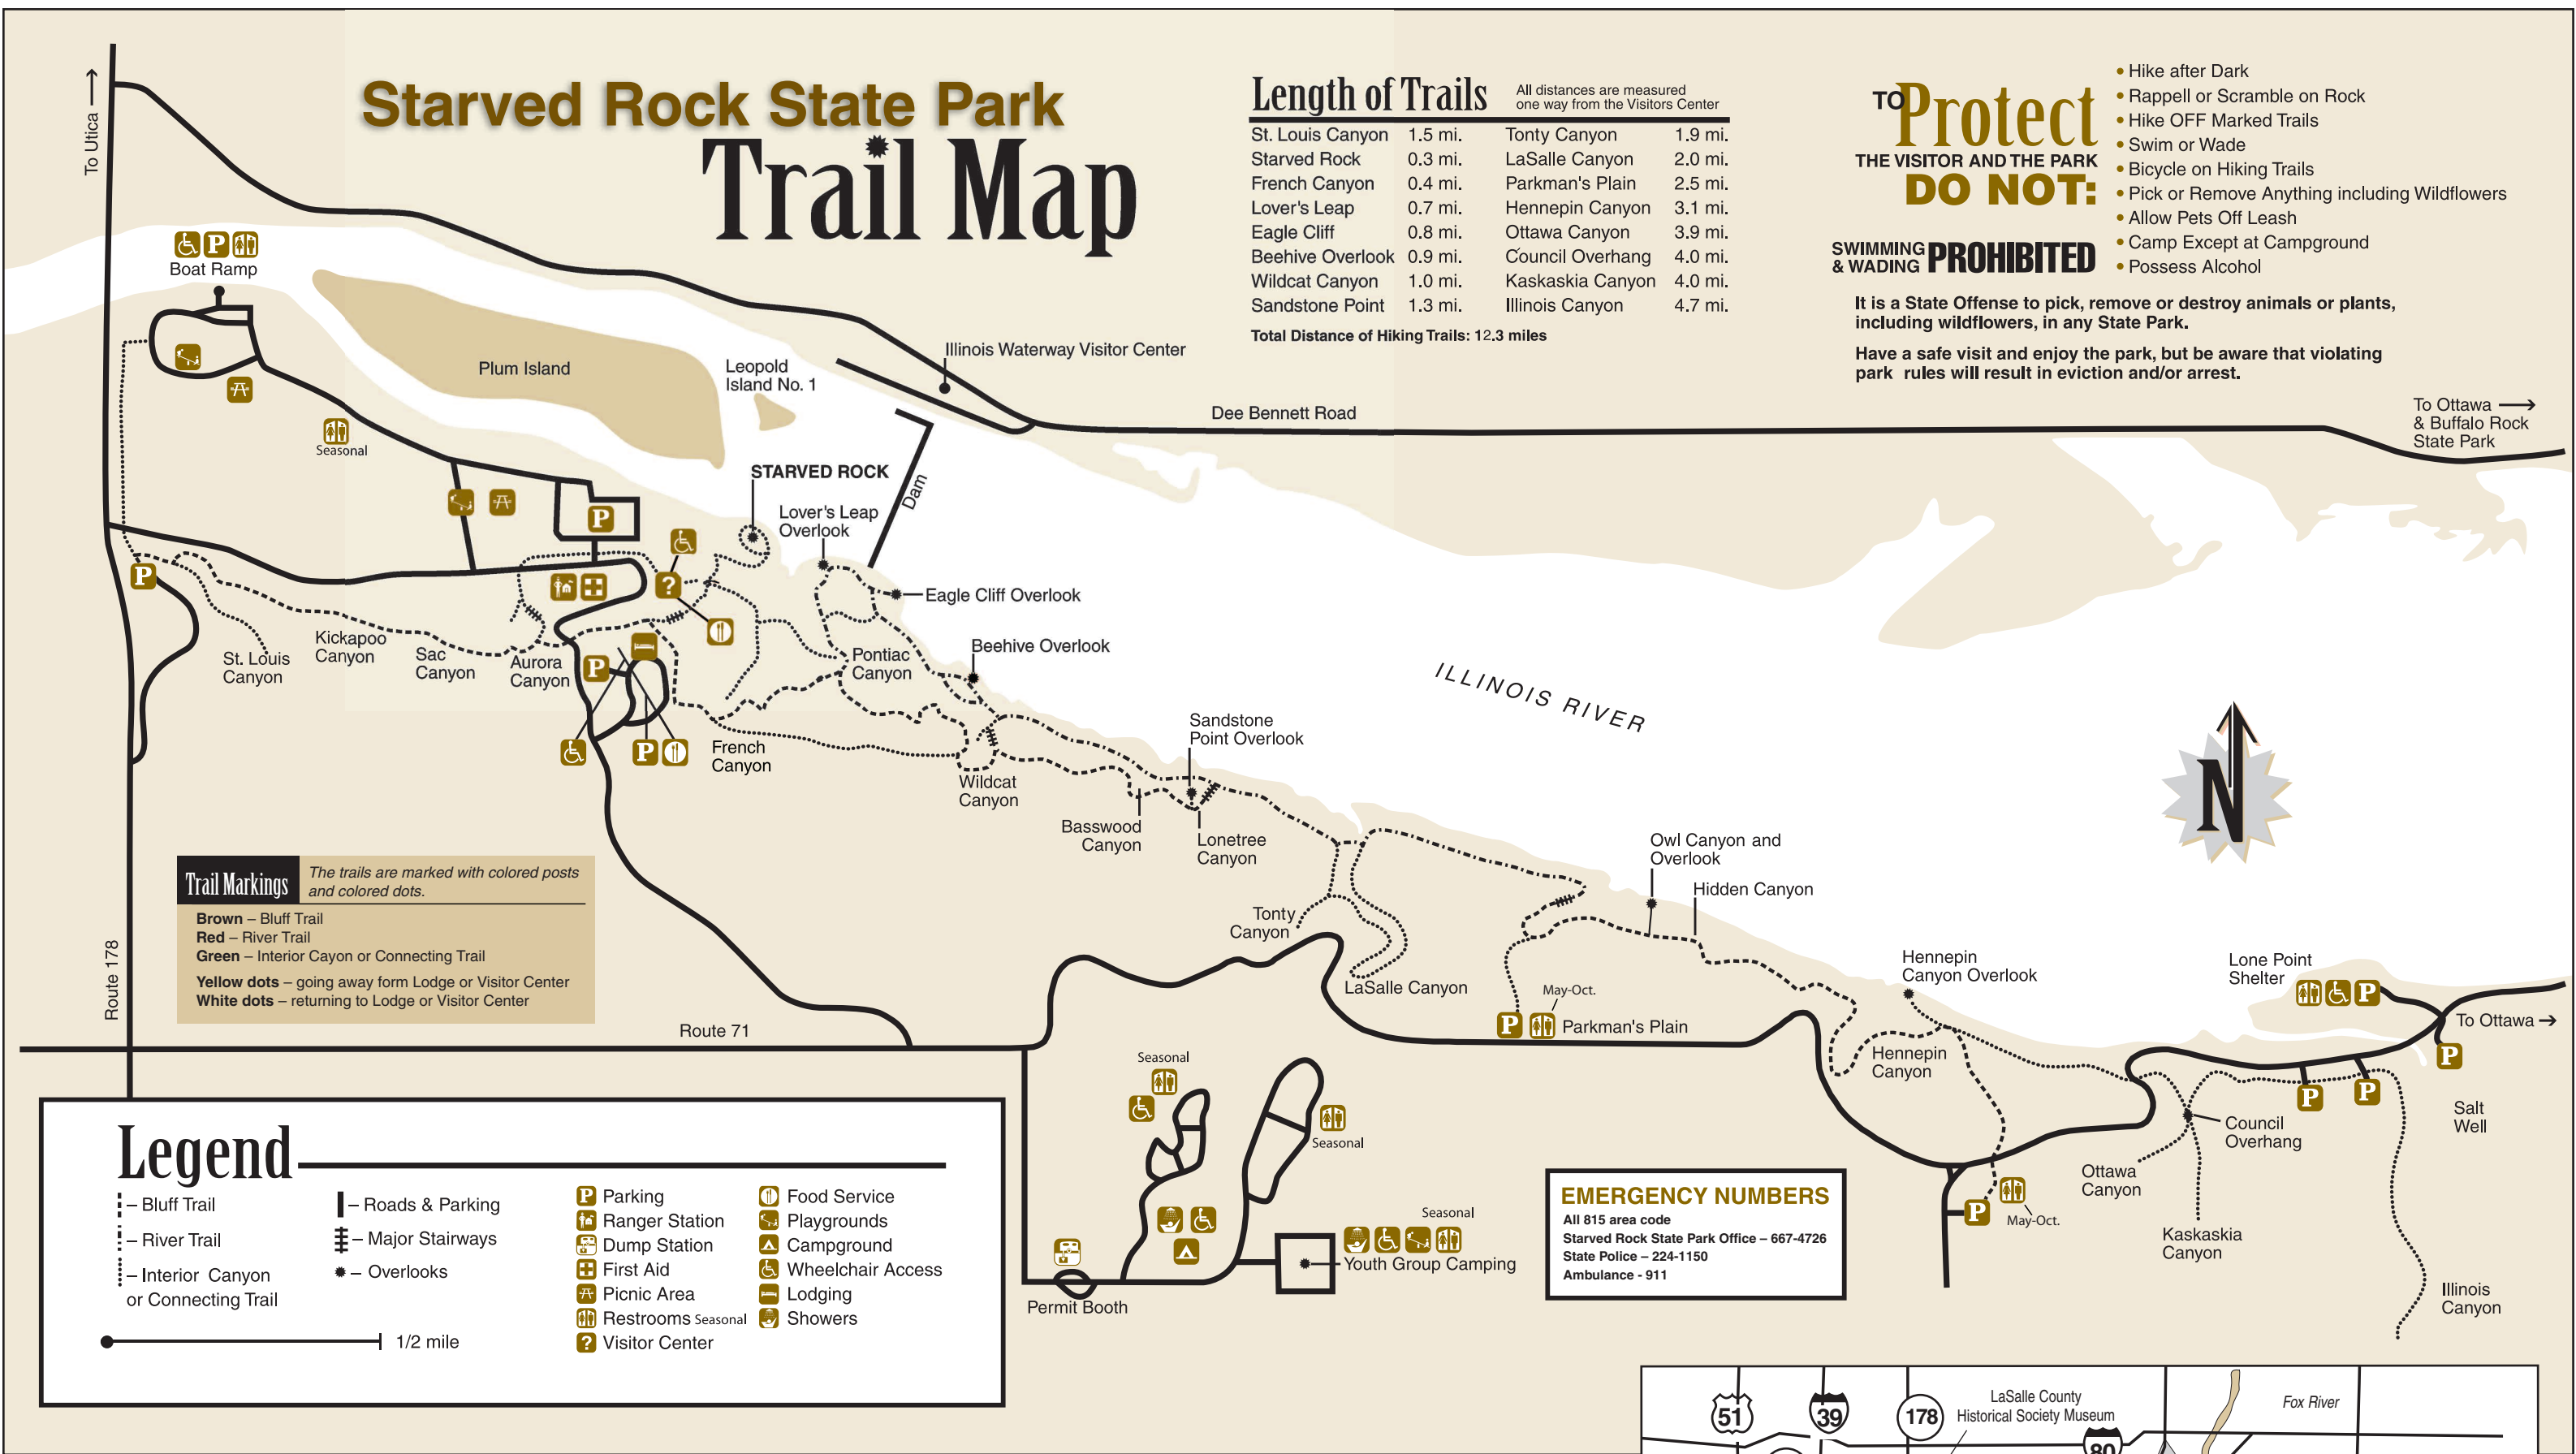 Starved Rock State Park
Trail Map
To Utica
Length of Trails
All distances are measured
one way from the Visitors Center
St. Louis Canyon 1.5 mi. Tonty Canyon 1.9 mi.
Starved Rock 0.3 mi. LaSalle Canyon 2.0 mi.
French Canyon 0.4 mi. Parkman's Plain 2.5 mi.
Lover's Leap 0.7 mi. Hennepin Canyon 3.1 mi.
Eagle Cliff 0.8 mi. Ottawa Canyon 3.9 mi.
Beehive Overlook 0.9 mi. Council Overhang 4.0 mi.
Wildcat Canyon 1.0 mi. Kaskaskia Canyon 4.0 mi.
Sandstone Point 1.3 mi. Illinois Canyon 4.7 mi.
Total Distance of Hiking Trails: 12.3 miles
TO Protect
THE VISITOR AND THE PARK
DO NOT:
SWIMMING
& WADING PROHIBITED
• Hike after Dark
• Rappell or Scramble on Rock
• Hike OFF Marked Trails
• Swim or Wade
• Bicycle on Hiking Trails
• Pick or Remove Anything including Wildflowers
• Allow Pets Off Leash
• Camp Except at Campground
• Possess Alcohol
It is a State Offense to pick, remove or destroy animals or plants,
including wildflowers, in any State Park.
Have a safe visit and enjoy the park, but be aware that violating
park rules will result in eviction and/or arrest.
To Ottawa
& Buffalo Rock
State Park
P
Boat Ramp
Plum Island
Leopold
Island No. 1
Illinois Waterway Visitor Center
Dee Bennett Road
Seasonal
STARVED ROCK
Dam
Lover's Leap
Overlook
P
?
P
Eagle Cliff Overlook
Beehive Overlook
St. Louis
Canyon
Kickapoo
Canyon
Sac
Canyon
Aurora
Canyon
P
P
Pontiac
Canyon
French
Canyon
Wildcat
Canyon
ILLINOIS RIVER
N
Sandstone
Point Overlook
Basswood
Canyon
Lonetree
Canyon
Owl Canyon and
Overlook
Hidden Canyon
Tonty
Canyon
LaSalle Canyon
May-Oct.
P
Parkman's Plain
Hennepin
Canyon Overlook
Hennepin
Canyon
Lone Point
Shelter
P
To Ottawa
P
P
P
Salt
Well
Council
Overhang
Ottawa
Canyon
Kaskaskia
Canyon
Illinois
Canyon
P
May-Oct.
Trail Markings
The trails are marked with colored posts
and colored dots.
Brown – Bluff Trail
Red – River Trail
Green – Interior Cayon or Connecting Trail
Yellow dots – going away form Lodge or Visitor Center
White dots – returning to Lodge or Visitor Center
Route 178
Route 71
Seasonal
Seasonal
Seasonal
Youth Group Camping
Permit Booth
EMERGENCY NUMBERS
All 815 area code
Starved Rock State Park Office – 667-4726
State Police – 224-1150
Ambulance - 911
Legend
– Bluff Trail
– River Trail
– Interior Canyon
or Connecting Trail
1/2 mile
– Roads & Parking
– Major Stairways
– Overlooks
P Parking
Ranger Station
Dump Station
First Aid
Picnic Area
Restrooms Seasonal
? Visitor Center
Food Service
Playgrounds
Campground
Wheelchair Access
Lodging
Showers
51
39
178
LaSalle County
Historical Society Museum
80
Fox River